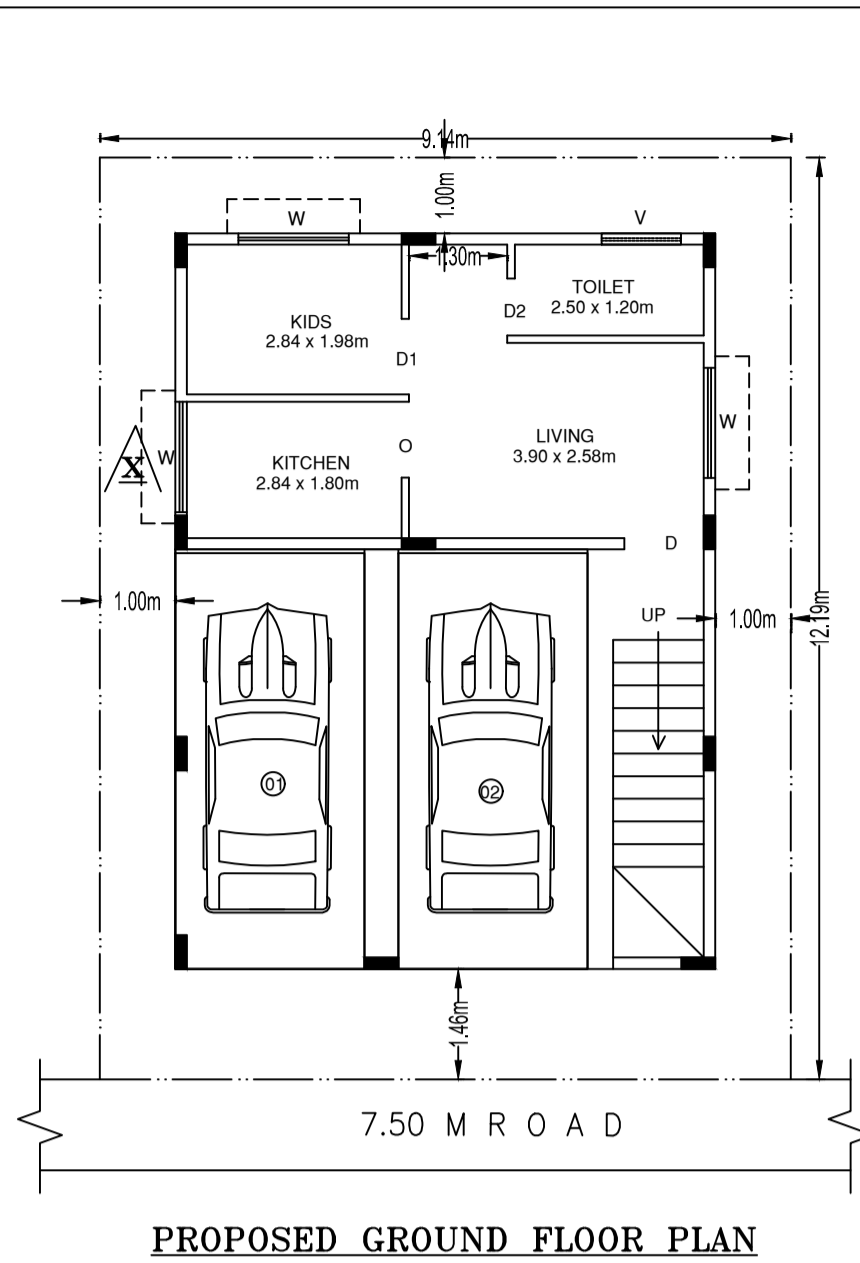 9.14m
1.00m
W
V
1.30m
TOILET
2.50 x 1.20m
D2
KIDS
2.84 x 1.98m
D1
W
LIVING
3.90 x 2.58m
O
X
W
KITCHEN
2.84 x 1.80m
D
1.00m
UP
1.00m
12.19m
01
02
1.46m
7.50 M R O A D
PROPOSED GROUND FLOOR PLAN